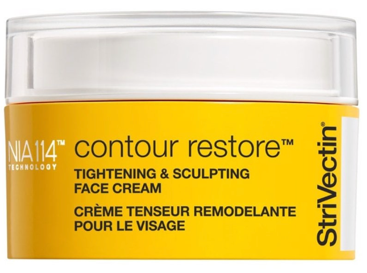 NIA114™
TECHNOLOGY
contour restore™
TIGHTENING & SCULPTING
FACE CREAM
CRÈME TENSEUR REMODELANTE
POUR LE VISAGE
StriVectin®